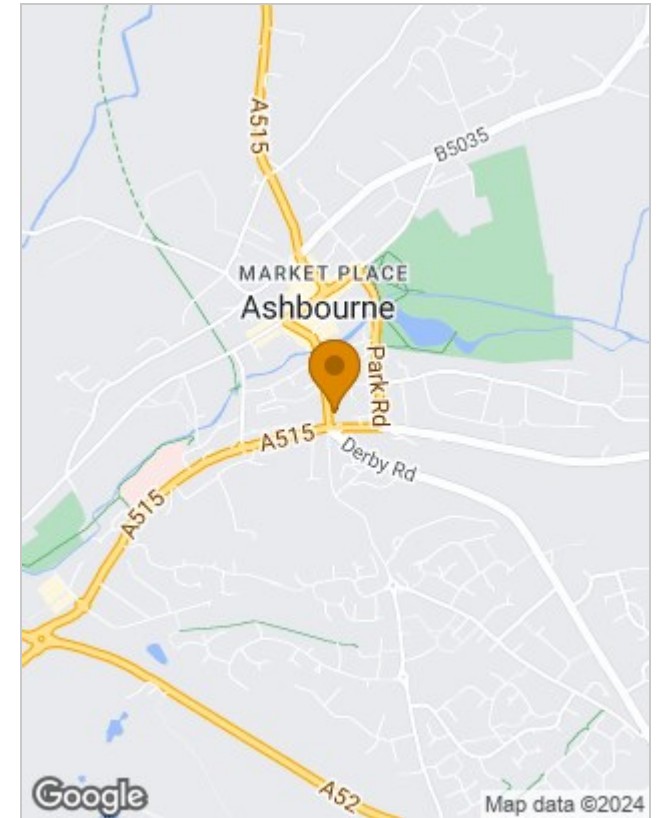 A515
B5035
MARKET PLACE
Ashbourne
Park Rd
A515
Derby Rd
A515
A52
Google
Map data ©2024